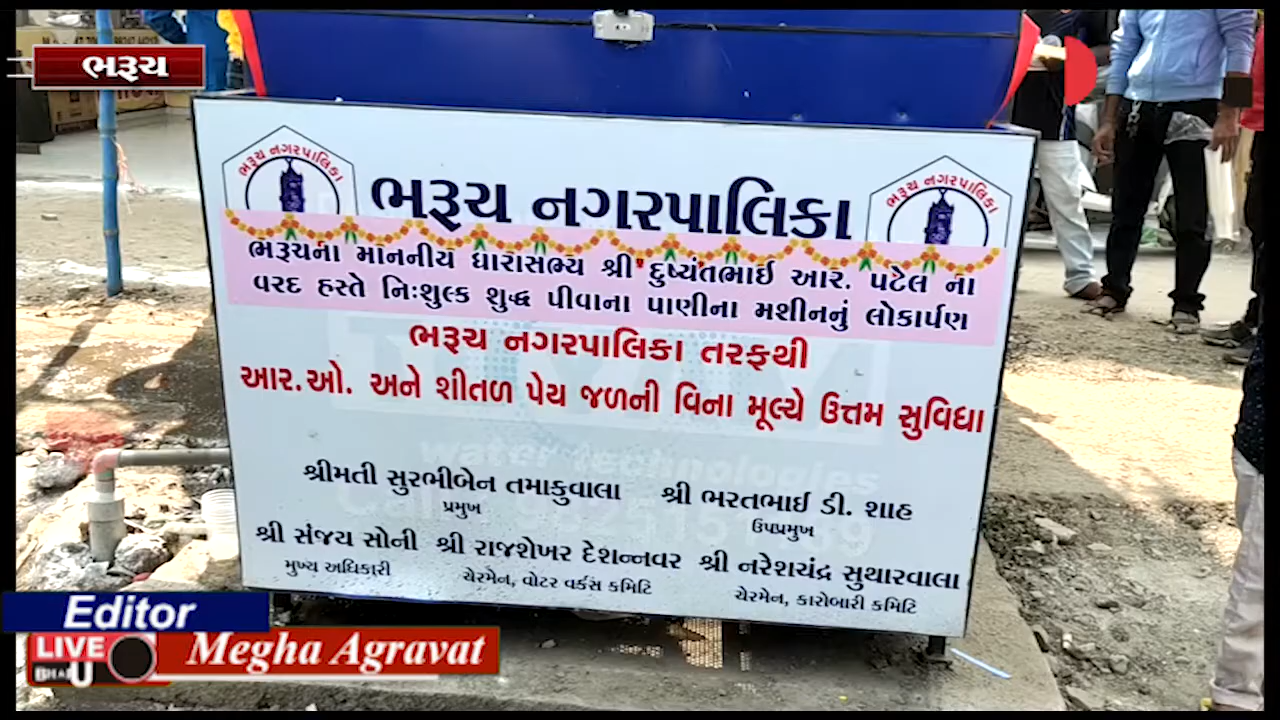 ભરૂચ
ભરૂચ નગરપાલિકા
ભરૂચ નગરપાલિકા
ભરૂચ નગરપાલિકા
ભરૂચના માનનીય ધારાસભ્ય શ્રી દુષ્યંતભાઈ આર. પટેલ ના
વરદ હસ્તે નિઃશુલ્ક શુદ્ધ પીવાના પાણીના મશીનનું લોકાર્પણ
ભરૂચ નગરપાલિકા તરફથી
આર.ઓ. અને શીતળ પેય જળની વિના મૂલ્યે ઉત્તમ સુવિધા
water technologies
શ્રીમતી સુરભીબેન તમાકુવાલા
પ્રમુખ
શ્રી ભરતભાઈ ડી. શાહ
ઉપપ્રમુખ
શ્રી સંજય સોની
મુખ્ય અધિકારી
શ્રી રાજશેખર દેશન્નવર
ચેરમેન, વોટર વર્કસ કમિટિ
શ્રી નરેશચંદ્ર સુથારવાલા
ચેરમેન, કારોબારી કમિટિ
Editor
LIVE
Megha Agravat